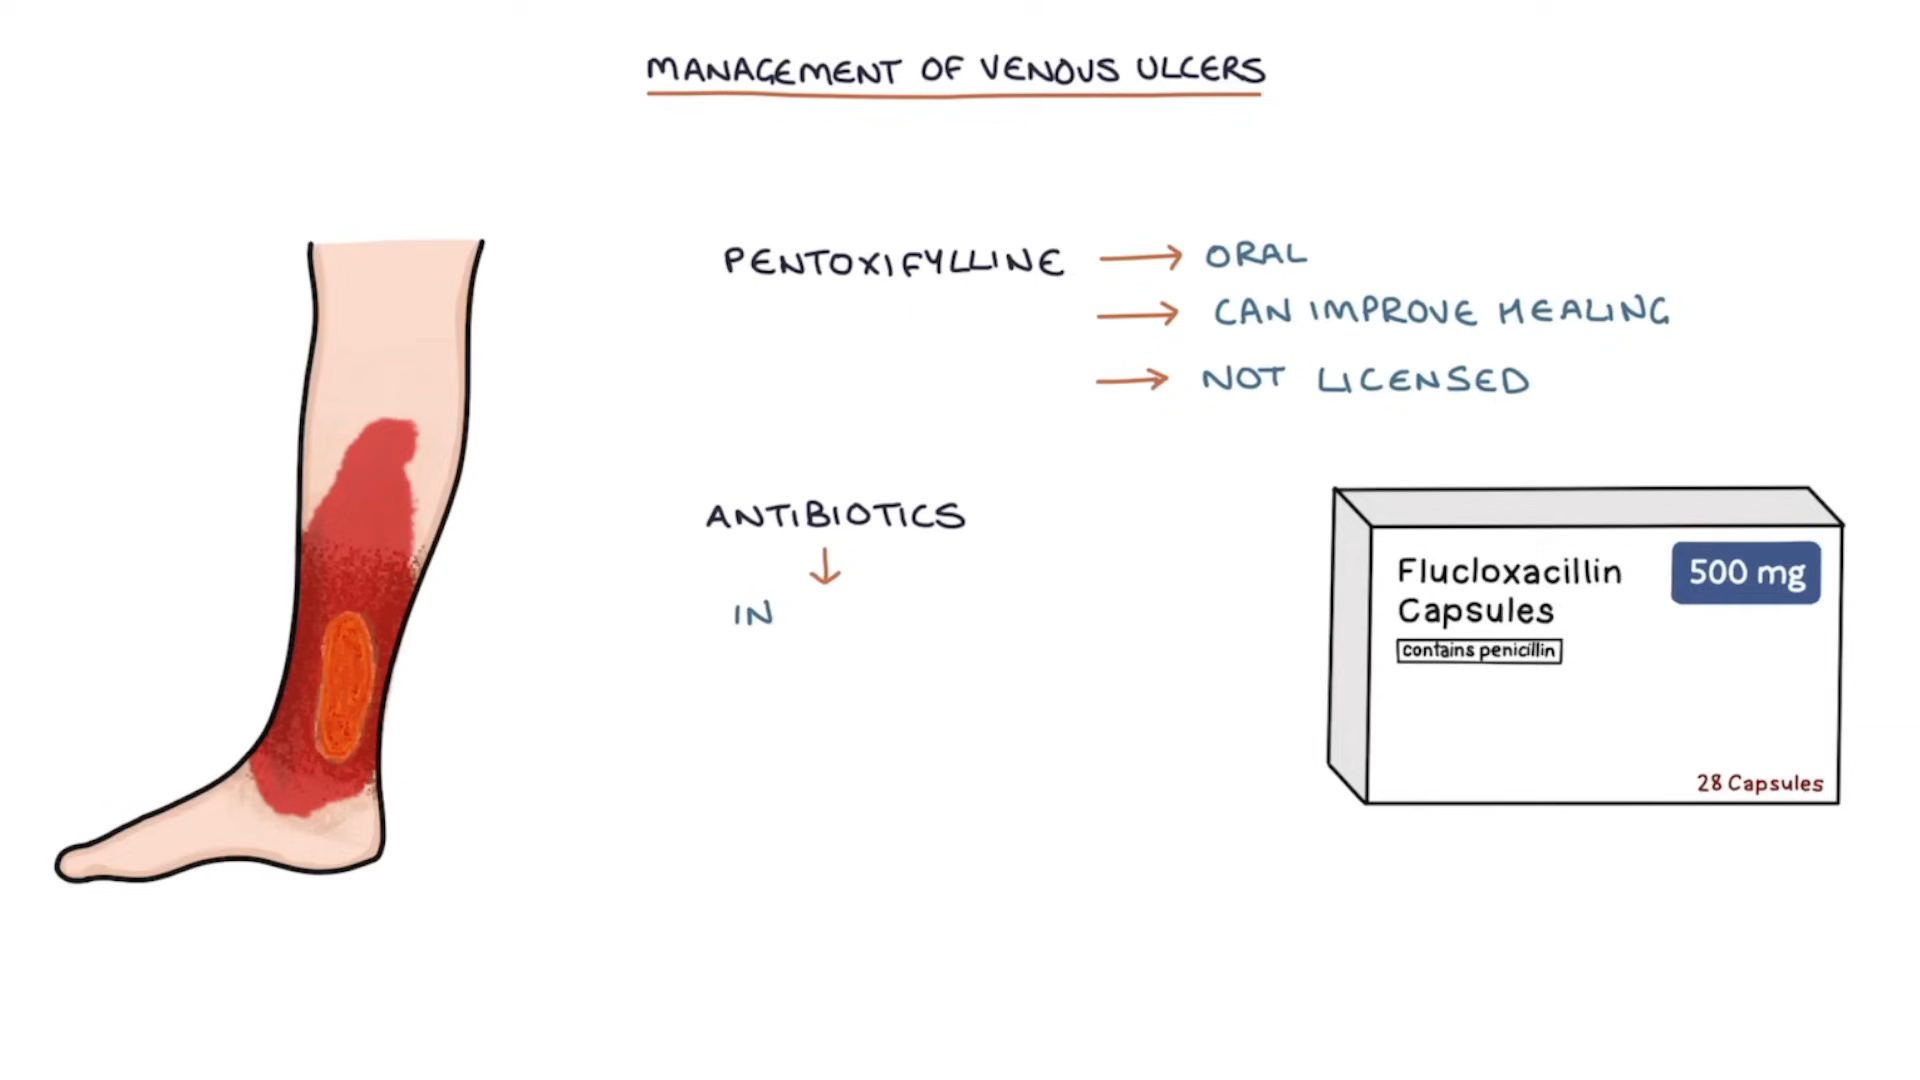 MANAGEMENT OF VENOUS ULCERS
PENTOXIFYLLINE → ORAL
→ CAN IMPROVE HEALING
→ NOT LICENSED
ANTIBIOTICS
↓
IN
Flucloxacillin
Capsules
500 mg
contains penicillin
28 Capsules